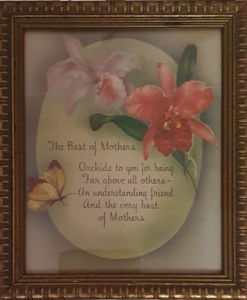 The Best of Mothers.
Orchids to you for being
Far above all others—
An understanding friend
And the very best
of Mothers.